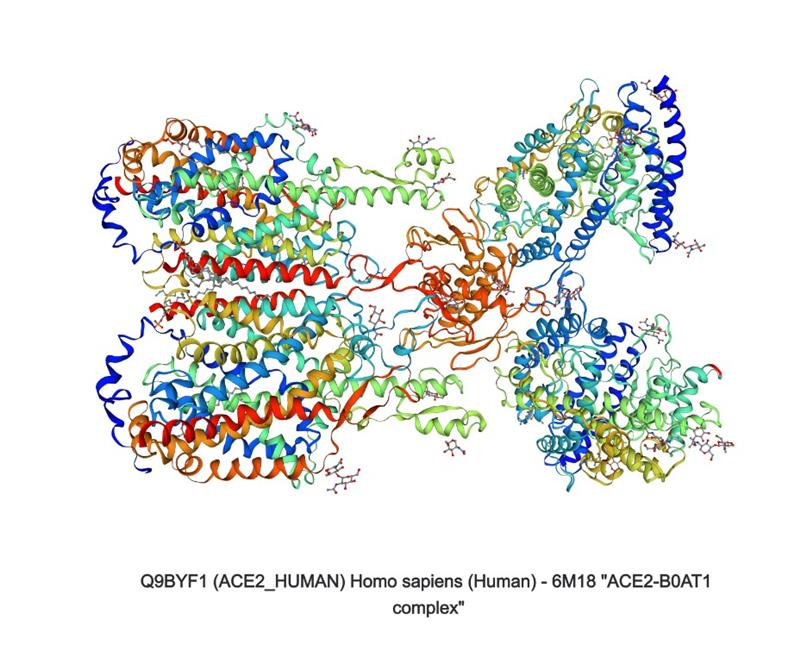 Q9BYF1 (ACE2_HUMAN) Homo sapiens (Human) - 6M18 "ACE2-B0AT1
complex"